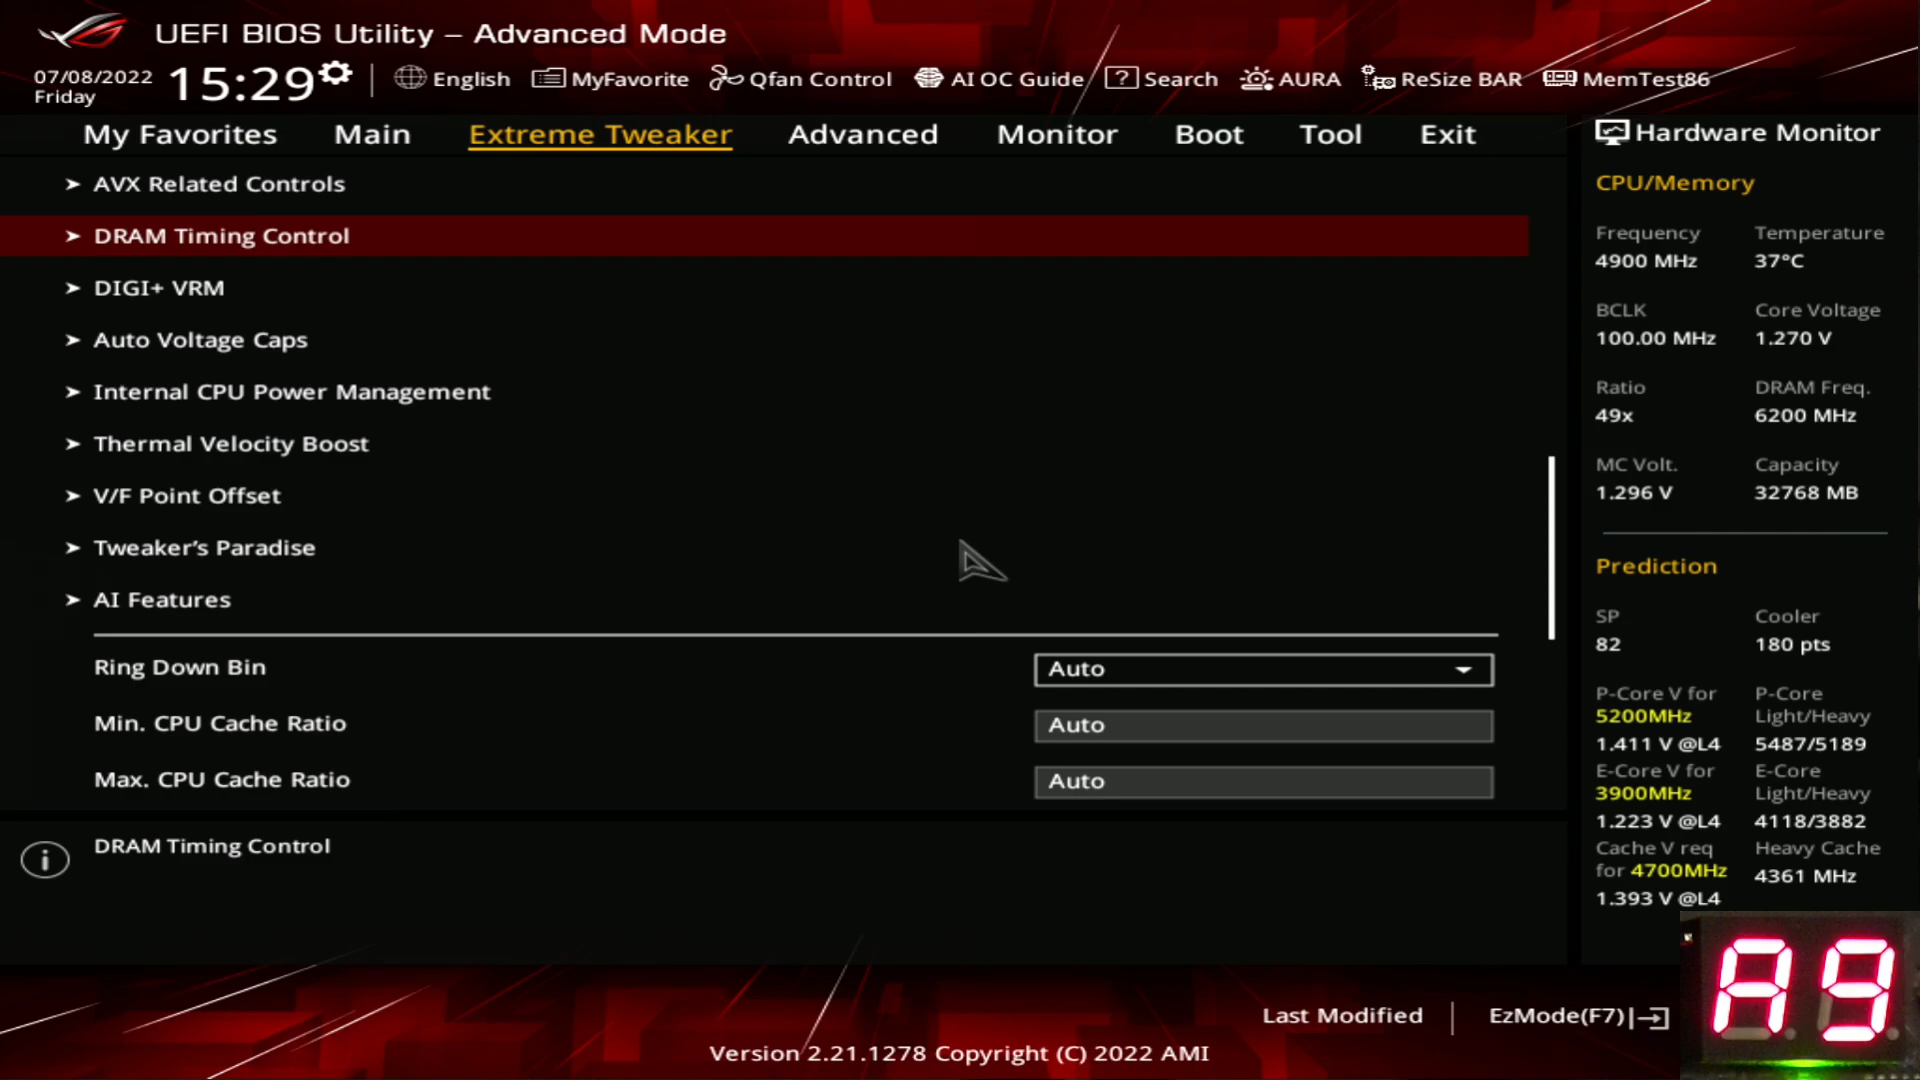 UEFI BIOS Utility – Advanced Mode
07/08/2022
Friday
15:29
English
MyFavorite
Qfan Control
AI OC Guide
Search
AURA
ReSize BAR
MemTest86
My Favorites
Main
Extreme Tweaker
Advanced
Monitor
Boot
Tool
Exit
AVX Related Controls
DRAM Timing Control
DIGI+ VRM
Auto Voltage Caps
Internal CPU Power Management
Thermal Velocity Boost
V/F Point Offset
Tweaker's Paradise
AI Features
Ring Down Bin Auto
Min. CPU Cache Ratio Auto
Max. CPU Cache Ratio Auto
DRAM Timing Control
Hardware Monitor
CPU/Memory
Frequency Temperature
4900 MHz 37°C
BCLK Core Voltage
100.00 MHz 1.270 V
Ratio DRAM Freq.
49x 6200 MHz
MC Volt. Capacity
1.296 V 32768 MB
Prediction
SP Cooler
82 180 pts
P-Core V for P-Core
5200MHz Light/Heavy
1.411 V @L4 5487/5189
E-Core V for E-Core
3900MHz Light/Heavy
1.223 V @L4 4118/3882
Cache V req Heavy Cache
for 4700MHz 4361 MHz
1.393 V @L4
A9
Last Modified
EzMode(F7)
Version 2.21.1278 Copyright (C) 2022 AMI